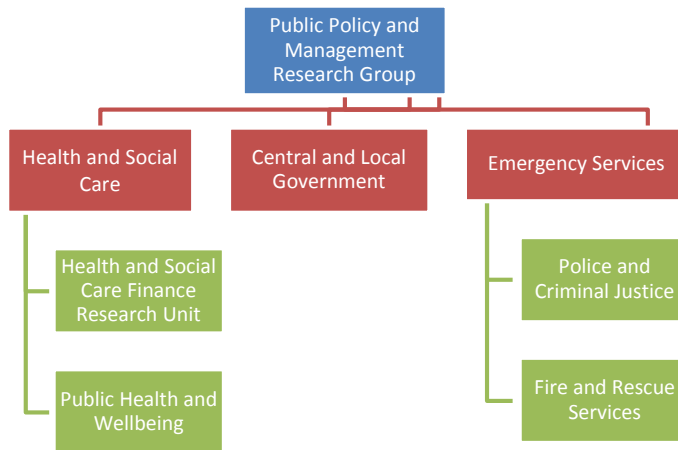 Public Policy and
Management
Research Group
Health and Social
Care
Central and Local
Government
Emergency Services
Health and Social
Care Finance
Research Unit
Police and
Criminal Justice
Public Health and
Wellbeing
Fire and Rescue
Services